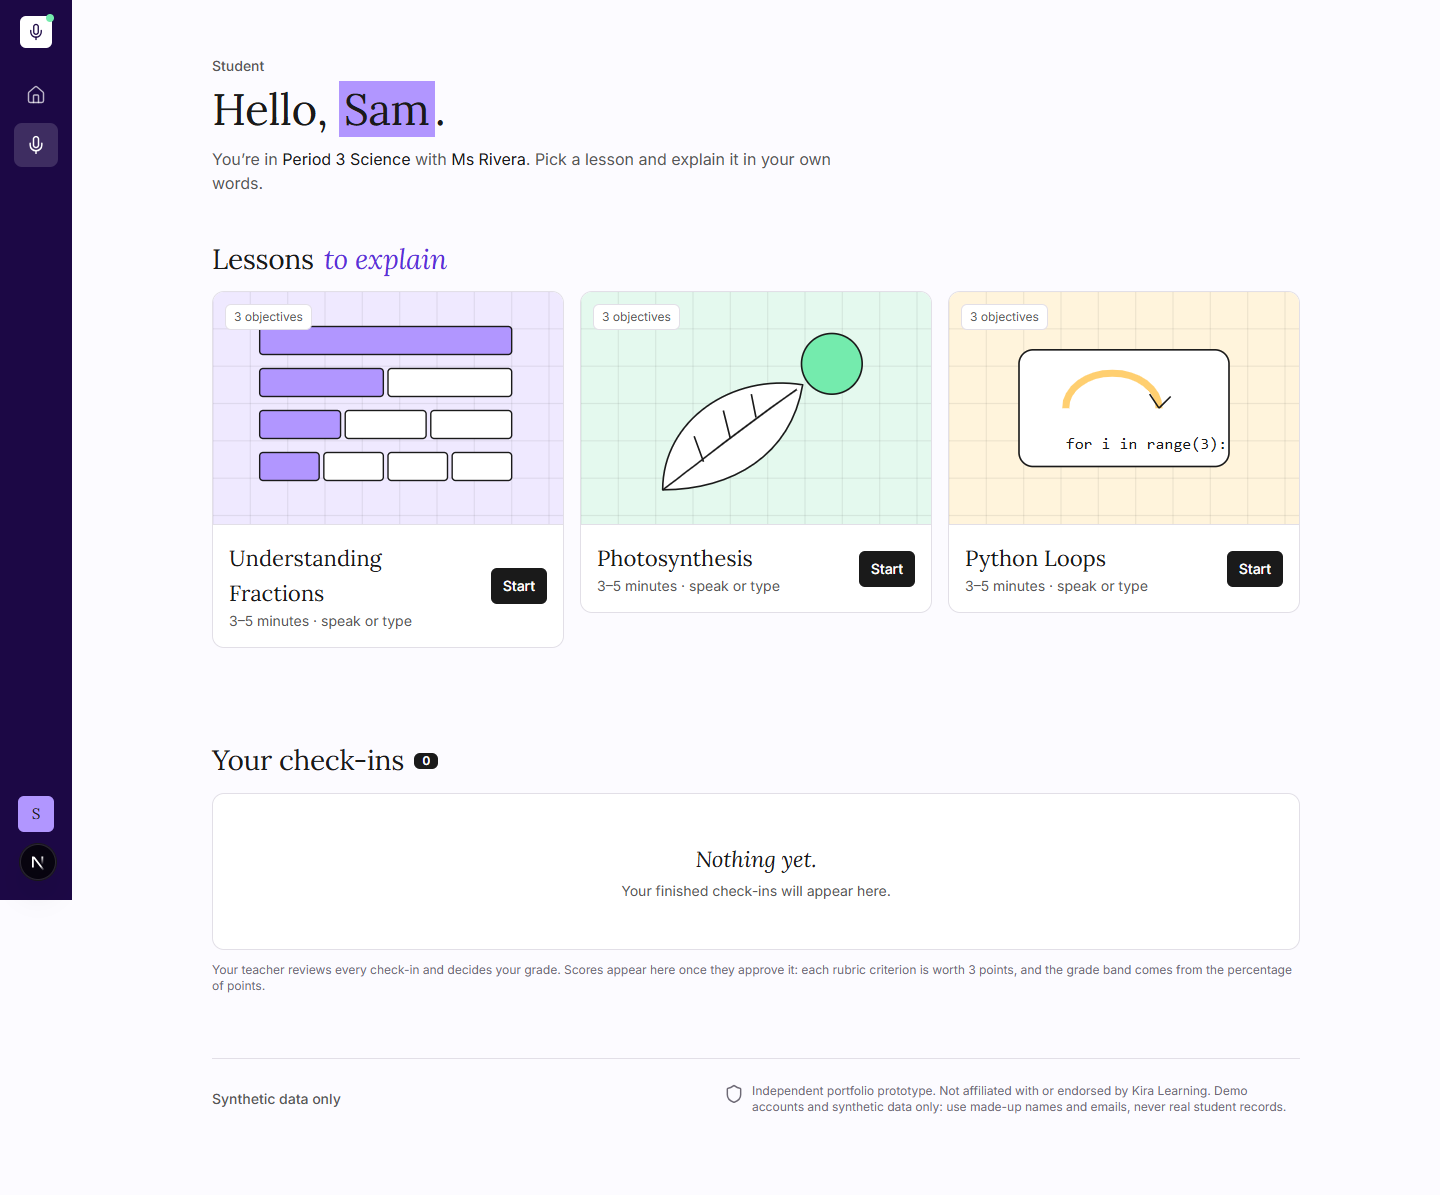 Student
Hello, Sam.
You're in Period 3 Science with Ms Rivera. Pick a lesson and explain it in your own
words.
Lessons to explain
3 objectives
Understanding
Fractions
3–5 minutes · speak or type
Start
3 objectives
Photosynthesis
3–5 minutes · speak or type
Start
3 objectives
for i in range(3):
Python Loops
3–5 minutes · speak or type
Start
Your check-ins 0
Nothing yet.
Your finished check-ins will appear here.
Your teacher reviews every check-in and decides your grade. Scores appear here once they approve it: each rubric criterion is worth 3 points, and the grade band comes from the percentage
of points.
S
N
Synthetic data only
Independent portfolio prototype. Not affiliated with or endorsed by Kira Learning. Demo
accounts and synthetic data only: use made-up names and emails, never real student records.